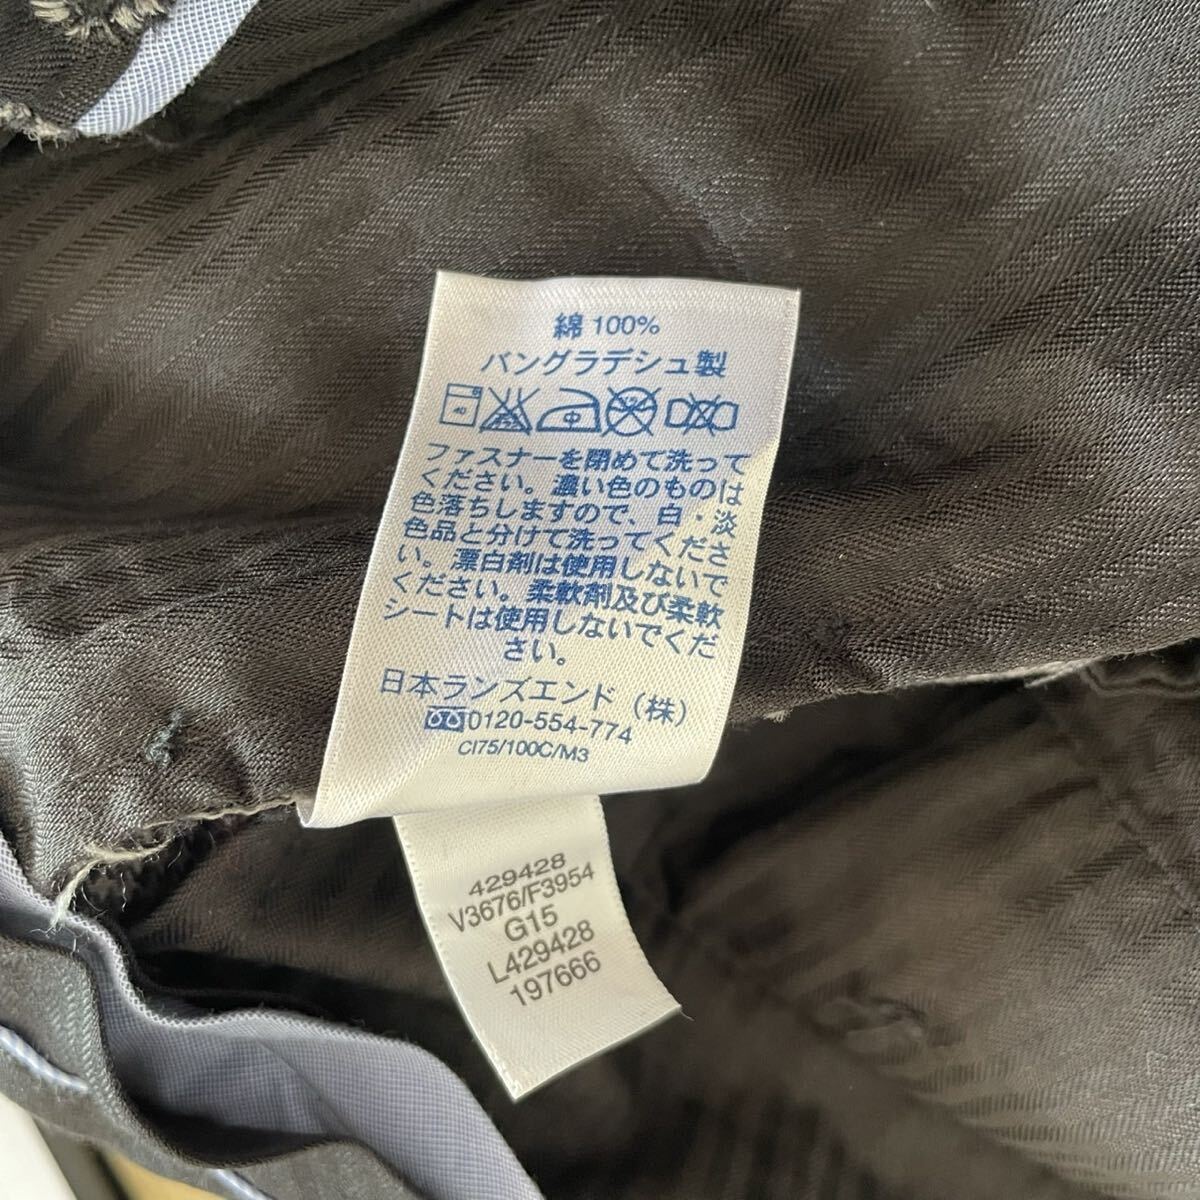 綿 100%
バングラデシュ製
40
中
ファスナーを閉めて洗って
ください。濃い色のものは
色落ちしますので、白・淡
色品と分けて洗ってくださ
い。漂白剤は使用しないで
ください。柔軟剤及び柔軟
シートは使用しないでくだ
さい。
日本ランズエンド(株)
0120-554-774
CI75/100C/M3
429428
V3676/F3954
G15
L429428
197666